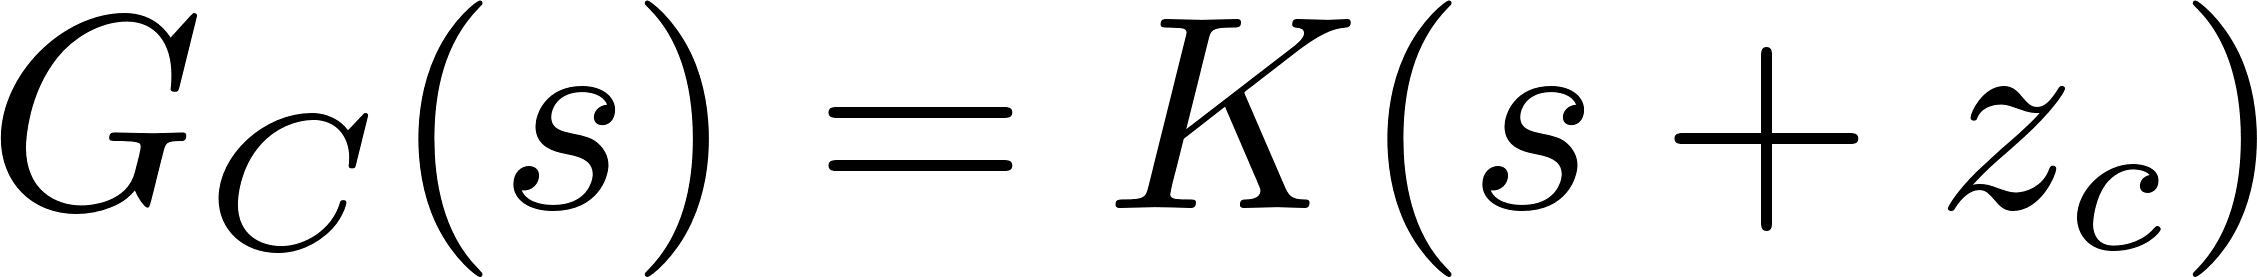 G_C(s) = K(s + z_c)